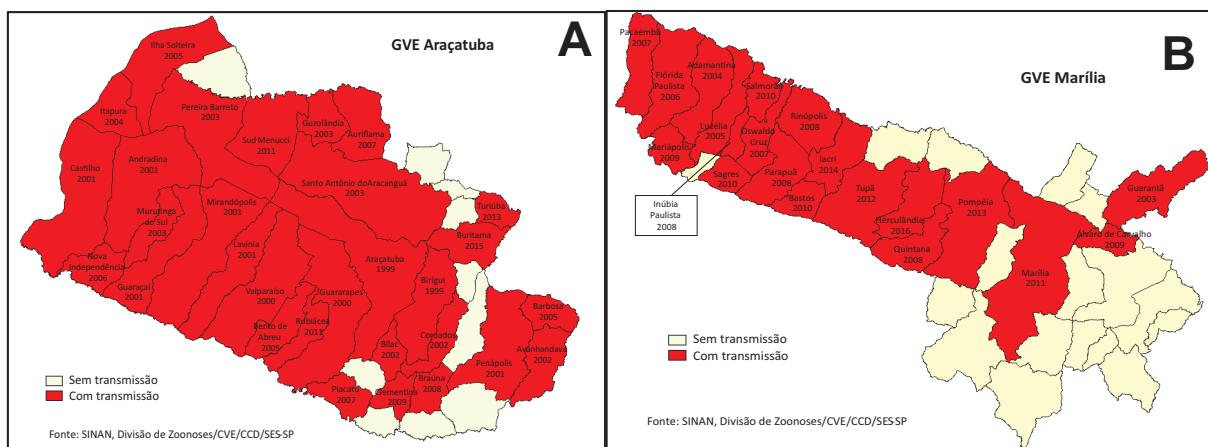 GVE Araçatuba
A
Ilha Solteira
2005
Itapura
2004
Pereira Barreto
2003
Sud Menucci
2011
Guzolândia
2003
Auriflama
2007
Castilho
2001
Andradina
2001
Santo Antônio doAracanguá
2003
Murutinga
do Sul
2003
Mirandópolis
2001
Turiúba
2013
Lavínia
2001
Buritama
2015
Nova
Independência
2006
Guaraçaí
2001
Araçatuba
1999
Birigui
1999
Valparaíso
2000
Guararapes
2000
Barbosa
2005
Bento de
Abreu
2005
Rubiácea
2011
Bilac
2002
Coroados
2002
Avanhandava
2002
Penápolis
2001
Braúna
2008
Piacatu
2007
Clementina
2009
Sem transmissão
Com transmissão
Fonte: SINAN, Divisão de Zoonoses/CVE/CCD/SES-SP
GVE Marília
B
Pacaembu
2007
Flórida
Paulista
2006
Adamantina
2004
Salmorão
2010
Rinópolis
2008
Lucélia
2005
Oswaldo
Cruz
2007
Mariápolis
2009
Iacri
2014
Sagres
2010
Parapuã
2008
Bastos
2010
Tupã
2012
Inúbia
Paulista
2008
Herculândia
2016
Quintana
2008
Pompéia
2013
Guarantã
2003
Álvaro de Carvalho
2009
Marília
2011
Sem transmissão
Com transmissão
Fonte: SINAN, Divisão de Zoonoses/CVE/CCD/SES-SP